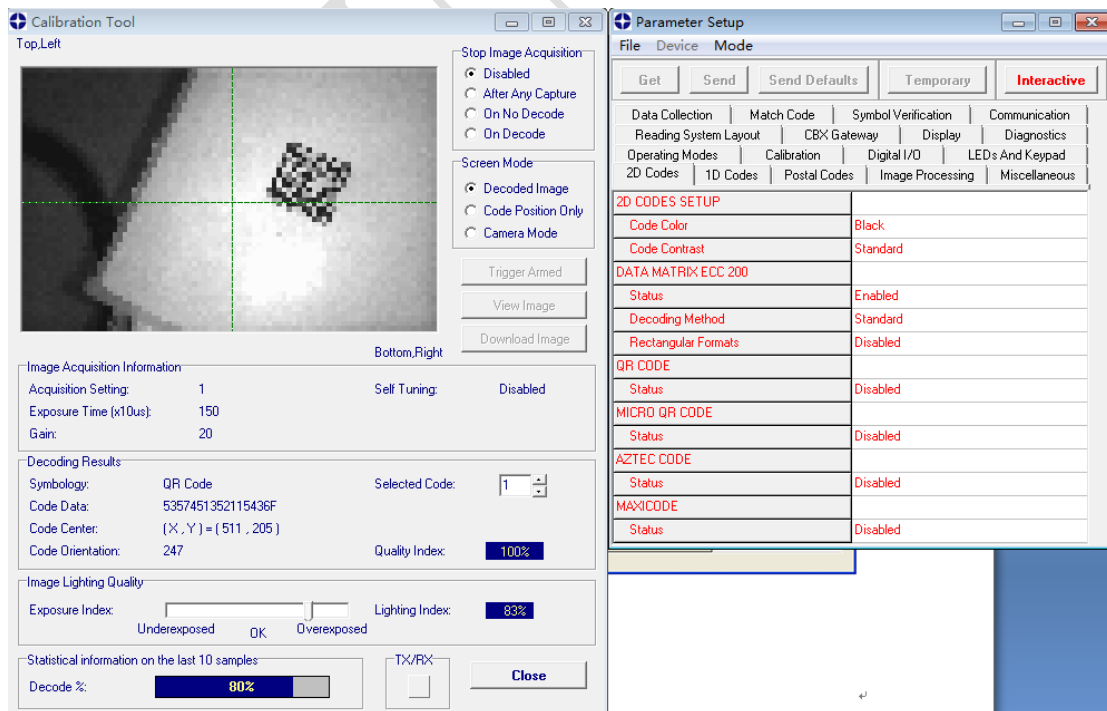 Calibration Tool
Top,Left
Stop Image Acquisition
Disabled
After Any Capture
On No Decode
On Decode
Screen Mode
Decoded Image
Code Position Only
Camera Mode
Trigger Armed
View Image
Download Image
Bottom,Right
Image Acquisition Information
Acquisition Setting: 1 Self Tuning: Disabled
Exposure Time (x10us): 150
Gain: 20
Decoding Results
Symbology: QR Code Selected Code: 1
Code Data: 5357451352115436F
Code Center: ( X , Y ) = ( 511 , 205 )
Code Orientation: 247 Quality Index: 100%
Image Lighting Quality
Exposure Index: Lighting Index: 83%
Underexposed OK Overexposed
Statistical information on the last 10 samples
TX/RX
Decode %: 80%
Close
Parameter Setup
File Device Mode
Get Send Send Defaults Temporary Interactive
Data Collection Match Code Symbol Verification Communication
Reading System Layout CBX Gateway Display Diagnostics
Operating Modes Calibration Digital I/O LEDs And Keypad
2D Codes 1D Codes Postal Codes Image Processing Miscellaneous
2D CODES SETUP
Code Color Black
Code Contrast Standard
DATA MATRIX ECC 200
Status Enabled
Decoding Method Standard
Rectangular Formats Disabled
QR CODE
Status Disabled
MICRO QR CODE
Status Disabled
AZTEC CODE
Status Disabled
MAXICODE
Status Disabled